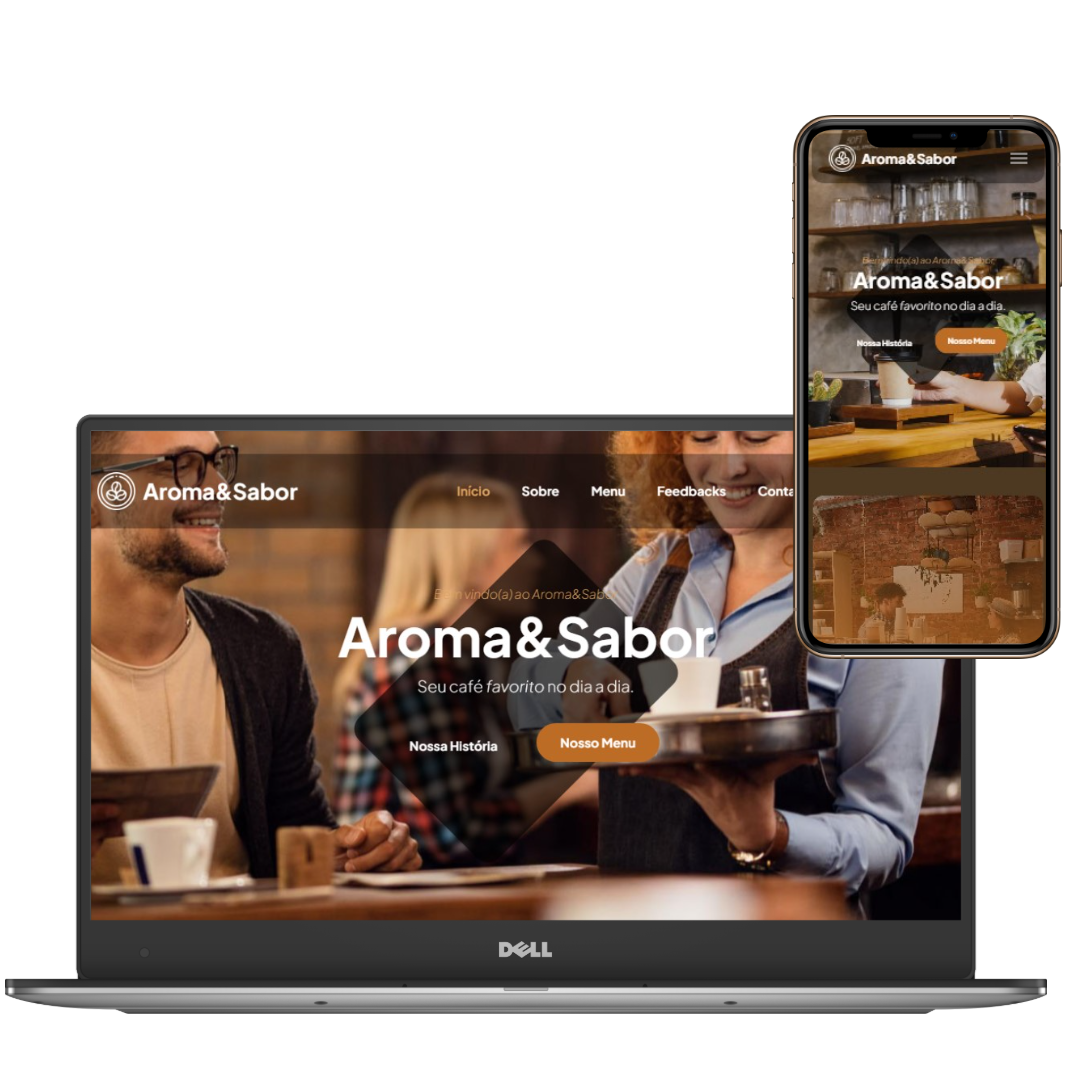 Aroma&Sabor
Bem vindo(a) ao Aroma&Sabor
Aroma&Sabor
Seu café favorito no dia a dia.
Nossa História
Nosso Menu
Aroma&Sabor
Início
Sobre
Menu
Feedbacks
Conta
Bem vindo(a) ao Aroma&Sabor
Aroma&Sabor
Seu café favorito no dia a dia.
Nossa História
Nosso Menu
DELL